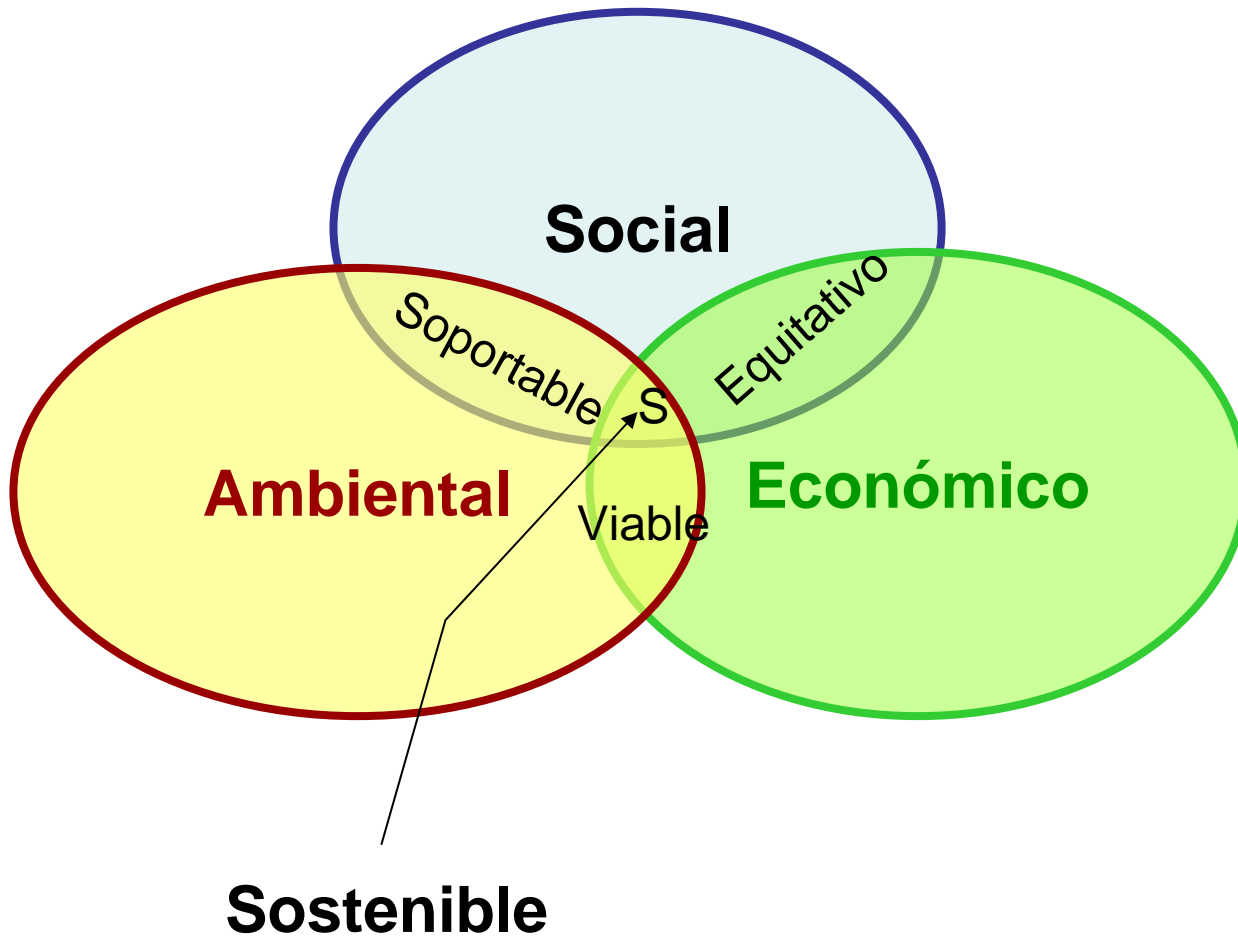 Social
Soportable
Equitativo
S
Ambiental
Económico
Viable
Sostenible